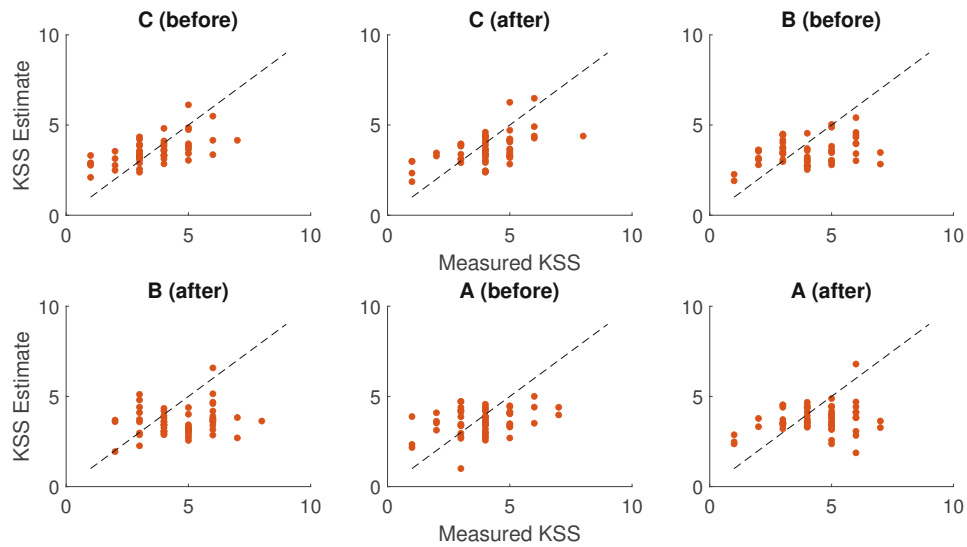 C (before)
C (after)
B (before)
10
5
0
KSS Estimate
0 5 10
10
5
0
0 5 10
Measured KSS
10
5
0
0 5 10
B (after)
A (before)
A (after)
10
5
0
KSS Estimate
0 5 10
10
5
0
0 5 10
Measured KSS
10
5
0
0 5 10